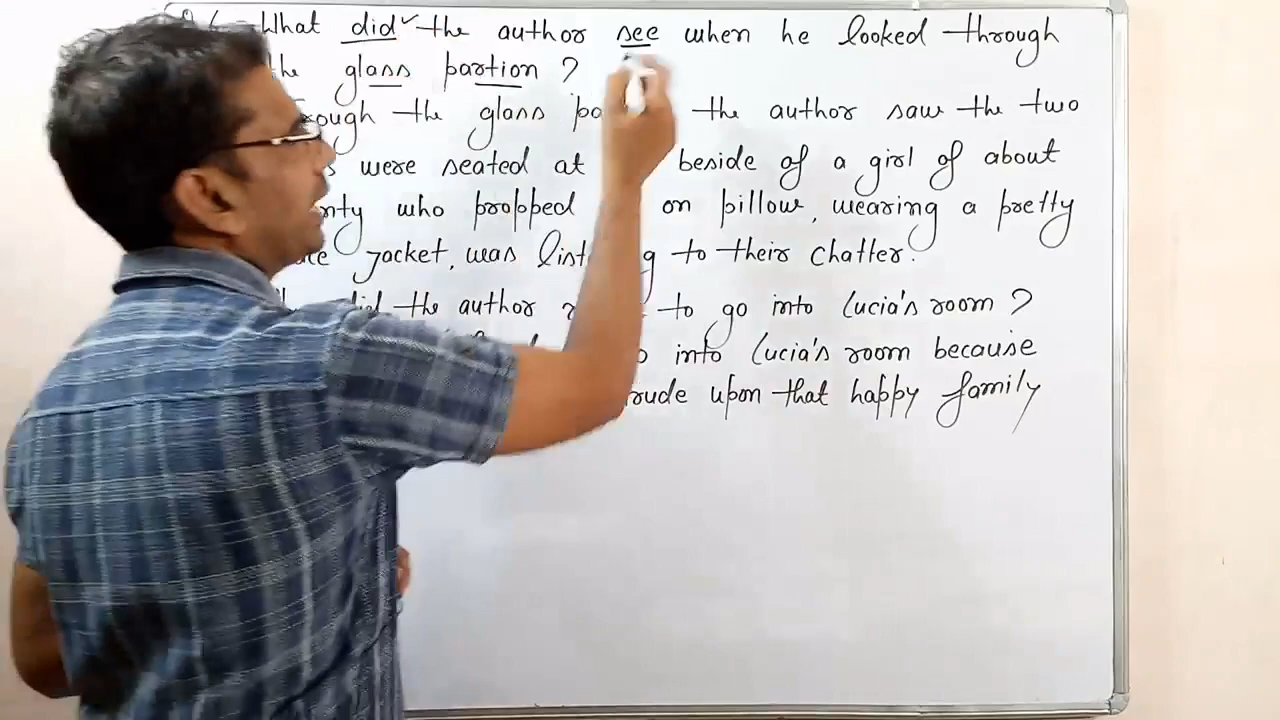 What did the author see when he looked through
the glass partion ?
the glass the author saw the two
were seated at beside of a girl of about
who propped on pillow, wearing a pretty
Jacket, was to their chatter.
did the author to go into Lucia's room ?
into Lucia's room because
upon that happy family